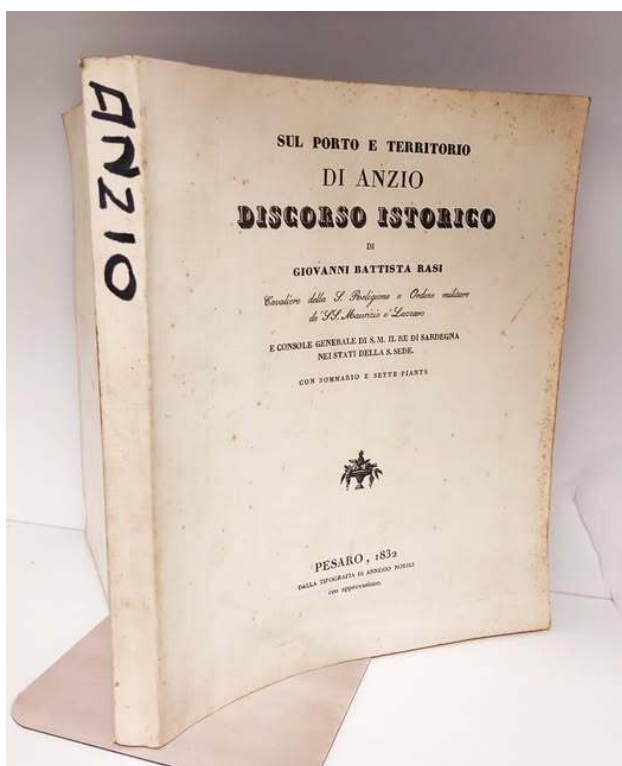 ANZIO
SUL PORTO E TERRITORIO
DI ANZIO
DISCORSO ISTORICO
DI
GIOVANNI BATTISTA RASI
Cavaliere della S. Religione e Ordine militare
de' SS. Maurizio e Lazzaro
E CONSOLE GENERALE DI S. M. IL RE DI SARDEGNA
NEI STATI DELLA S. SEDE.
CON SOMMARIO E SETTE PIANTE
PESARO, 1832
DALLA TIPOGRAFIA DI ANNESIO NOBILI
con approvazione.